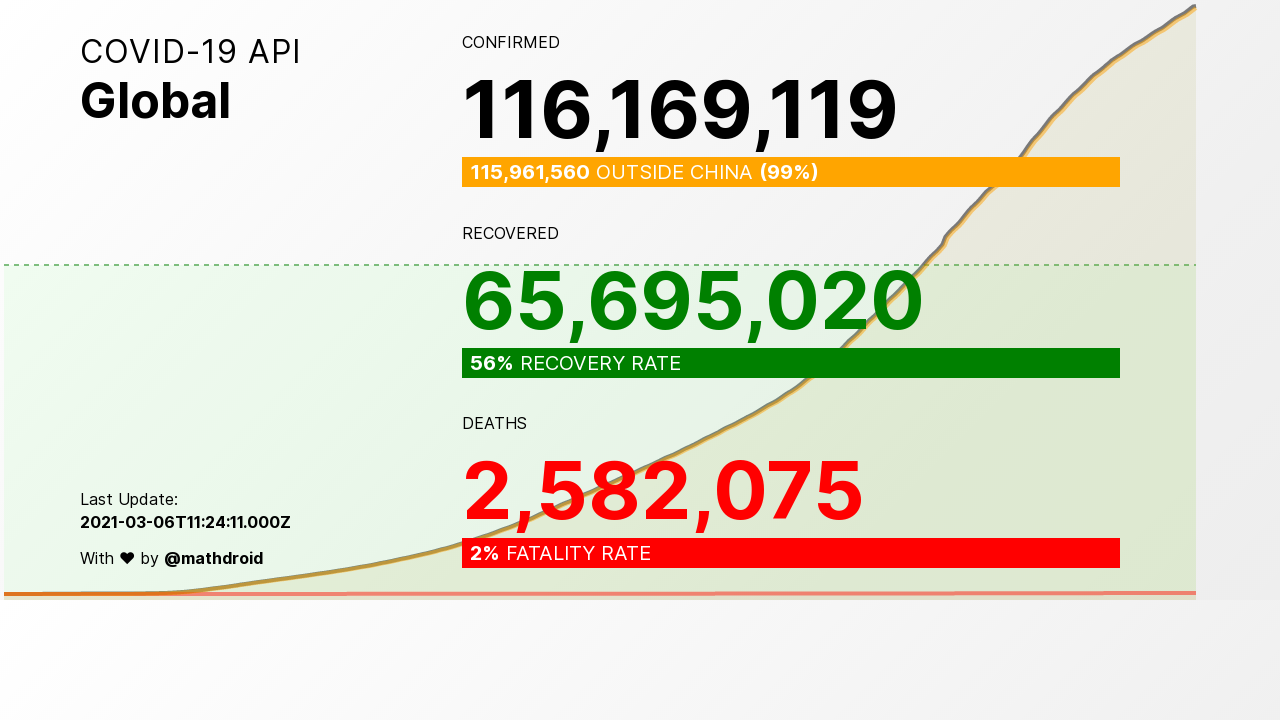 COVID-19 API
Global
CONFIRMED
116,169,119
115,961,560 OUTSIDE CHINA (99%)
RECOVERED
65,695,020
56% RECOVERY RATE
DEATHS
2,582,075
2% FATALITY RATE
Last Update:
2021-03-06T11:24:11.000Z
With ♥ by @mathdroid